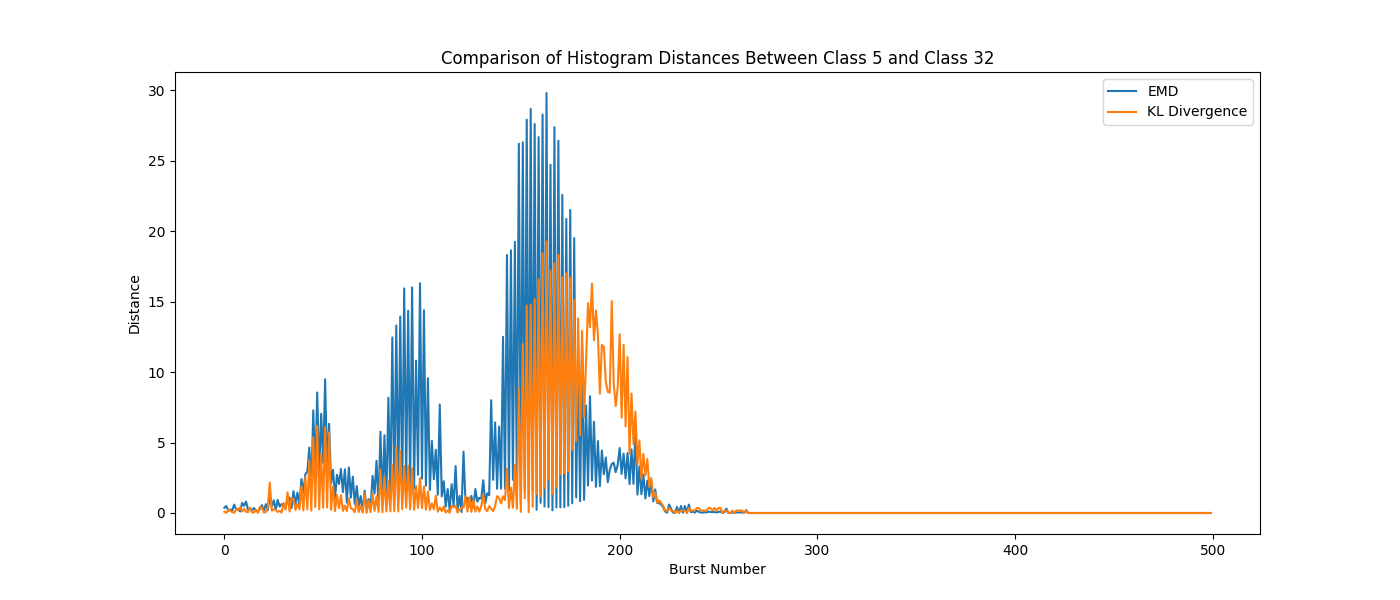 Comparison of Histogram Distances Between Class 5 and Class 32
EMD
KL Divergence
30
25
20
15
10
5
0
Distance
0 100 200 300 400 500
Burst Number